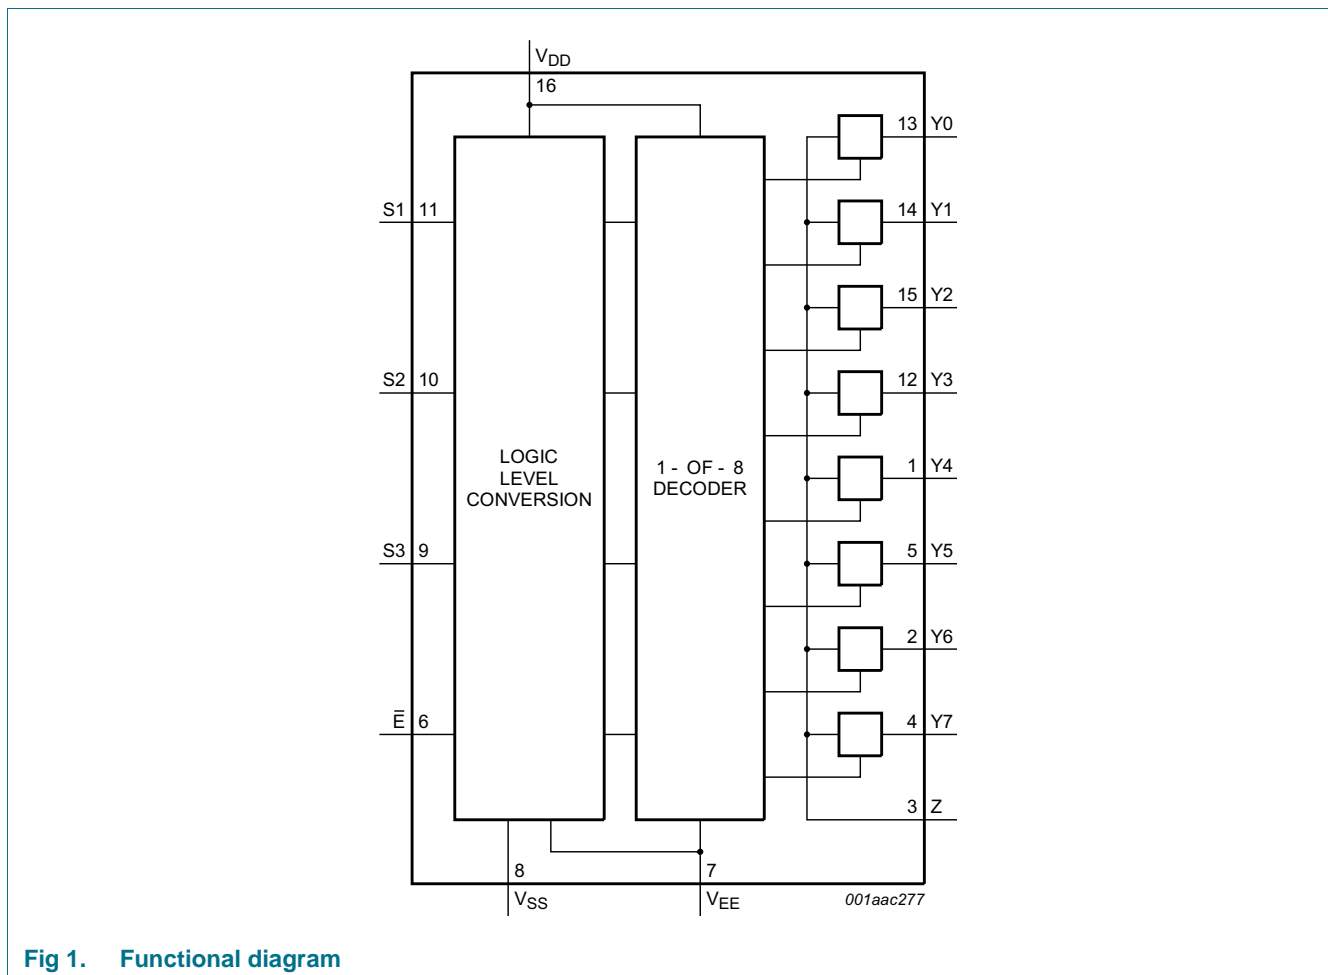 VDD
16
13 Y0
S1 11
14 Y1
15 Y2
S2 10
12 Y3
LOGIC
LEVEL
CONVERSION
1 - OF - 8
DECODER
1 Y4
S3 9
5 Y5
2 Y6
E̅ 6
4 Y7
3 Z
8
7
VSS
VEE
001aac277
Fig 1. Functional diagram